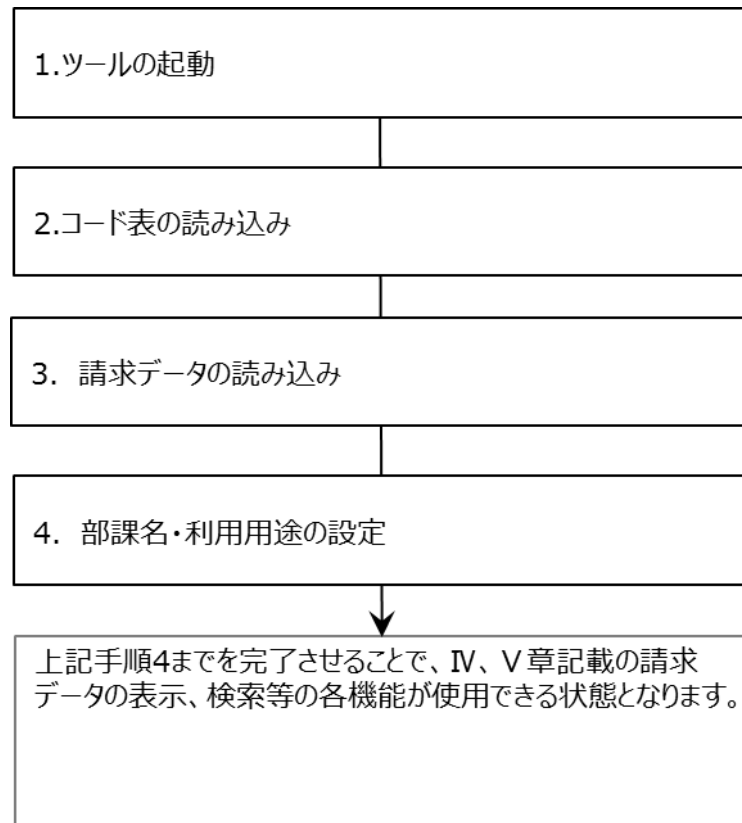 1.ツールの起動
2.コード表の読み込み
3. 請求データの読み込み
4. 部課名・利用用途の設定
上記手順4までを完了させることで、Ⅳ、Ⅴ章記載の請求
データの表示、検索等の各機能が使用できる状態となります。